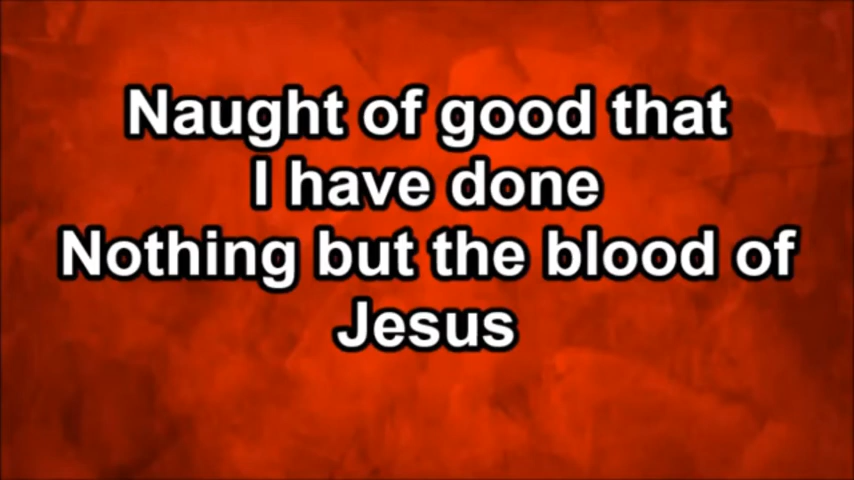 Naught of good that
I have done
Nothing but the blood of
Jesus